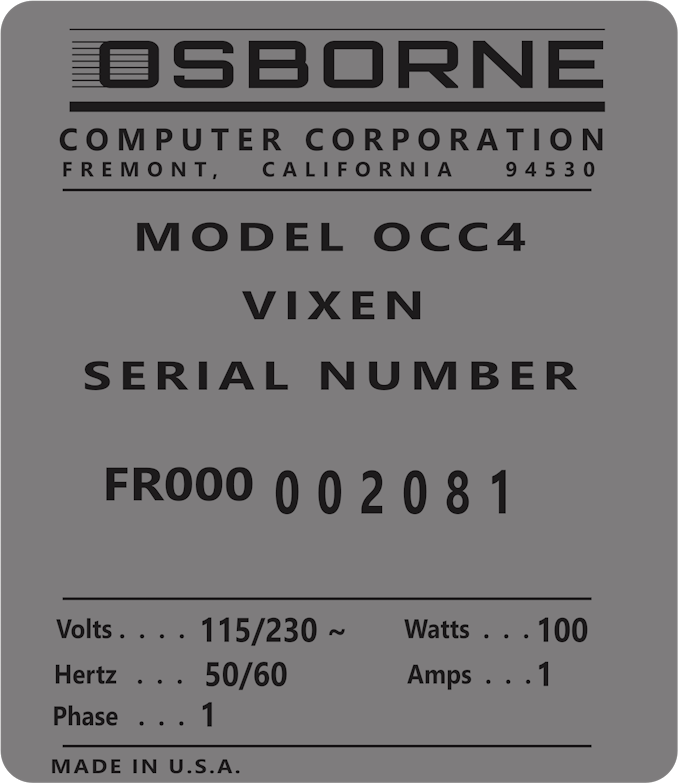 OSBORNE
COMPUTER CORPORATION
FREMONT, CALIFORNIA 94530
MODEL OCC4
VIXEN
SERIAL NUMBER
FR000 002081
Volts . . . . 115/230 ~ Watts . . . 100
Hertz . . . 50/60 Amps . . . 1
Phase . . . 1
MADE IN U.S.A.